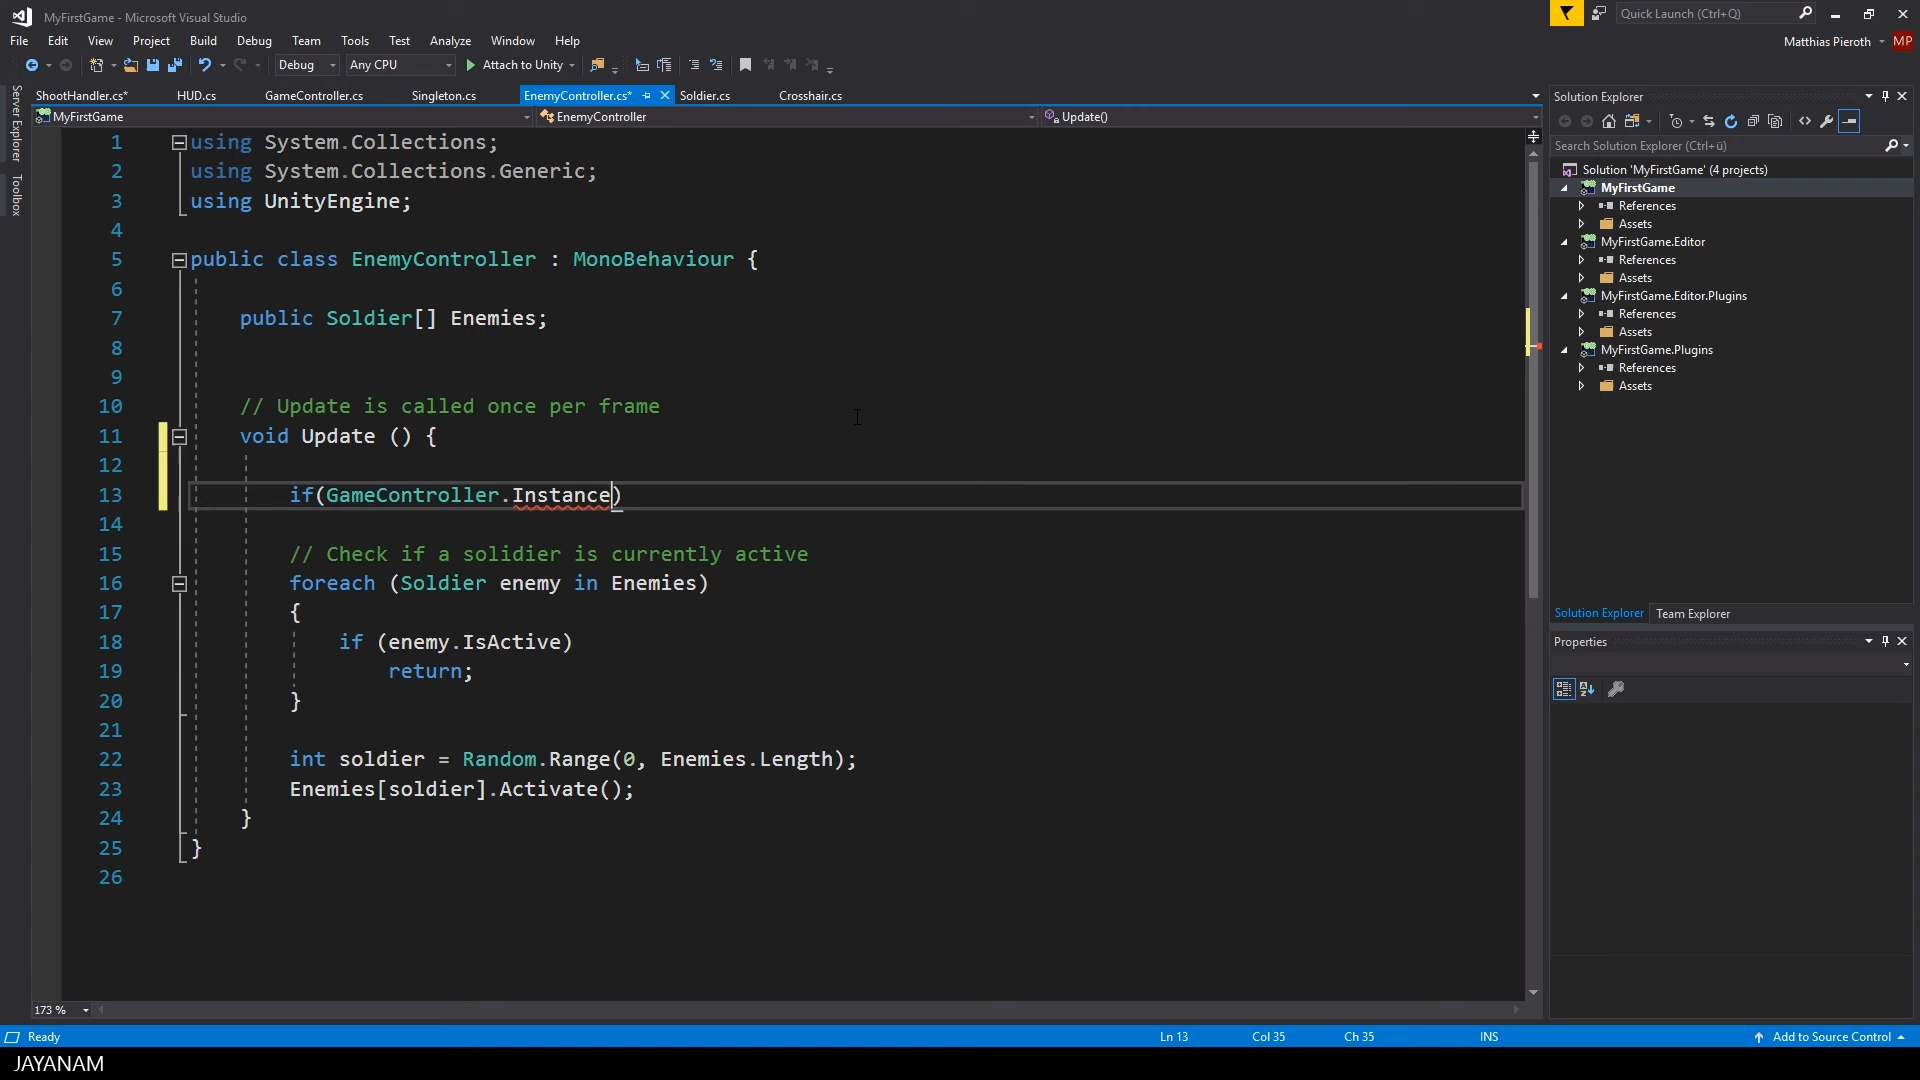 MyFirstGame - Microsoft Visual Studio
Quick Launch (Ctrl+Q)
File Edit View Project Build Debug Team Tools Test Analyze Window Help
Matthias Pieroth MP
Debug Any CPU Attach to Unity
ShootHandler.cs* HUD.cs GameController.cs Singleton.cs EnemyController.cs* Soldier.cs Crosshair.cs
MyFirstGame EnemyController Update()
Server Explorer
Toolbox
1 using System.Collections;
2 using System.Collections.Generic;
3 using UnityEngine;
4
5 public class EnemyController : MonoBehaviour {
6
7 public Soldier[] Enemies;
8
9
10 // Update is called once per frame
11 void Update () {
12
13 if(GameController.Instance)
14
15 // Check if a solidier is currently active
16 foreach (Soldier enemy in Enemies)
17 {
18 if (enemy.IsActive)
19 return;
20 }
21
22 int soldier = Random.Range(0, Enemies.Length);
23 Enemies[soldier].Activate();
24 }
25 }
26
173 %
Solution Explorer
Search Solution Explorer (Ctrl+ü)
Solution 'MyFirstGame' (4 projects)
MyFirstGame
References
Assets
MyFirstGame.Editor
References
Assets
MyFirstGame.Editor.Plugins
References
Assets
MyFirstGame.Plugins
References
Assets
Solution Explorer Team Explorer
Properties
Ready Ln 13 Col 35 Ch 35 INS Add to Source Control
JAYANAM